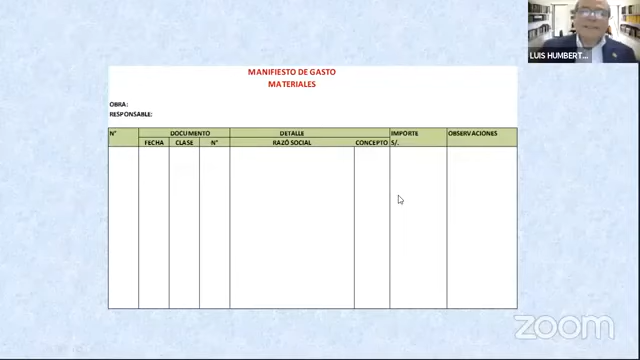 LUIS HUMBERT...
MANIFIESTO DE GASTO
MATERIALES
OBRA:
RESPONSABLE:
N° DOCUMENTO DETALLE IMPORTE OBSERVACIONES
FECHA CLASE N° RAZÓ SOCIAL CONCEPTO S/.
zoom